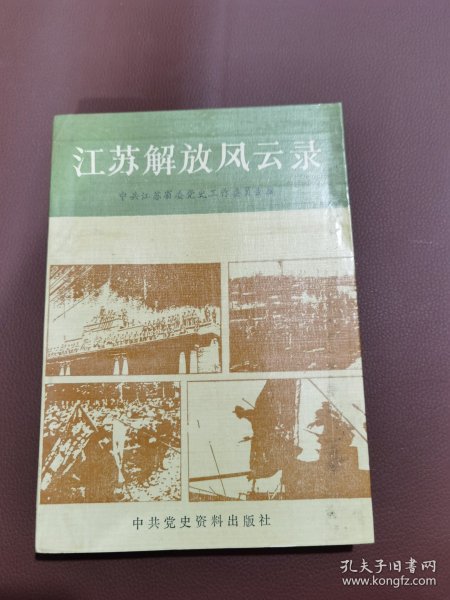 江苏解放风云录
中共江苏省委党史工作委员会编
中共党史资料出版社
孔夫子旧书网
www.kongfz.com